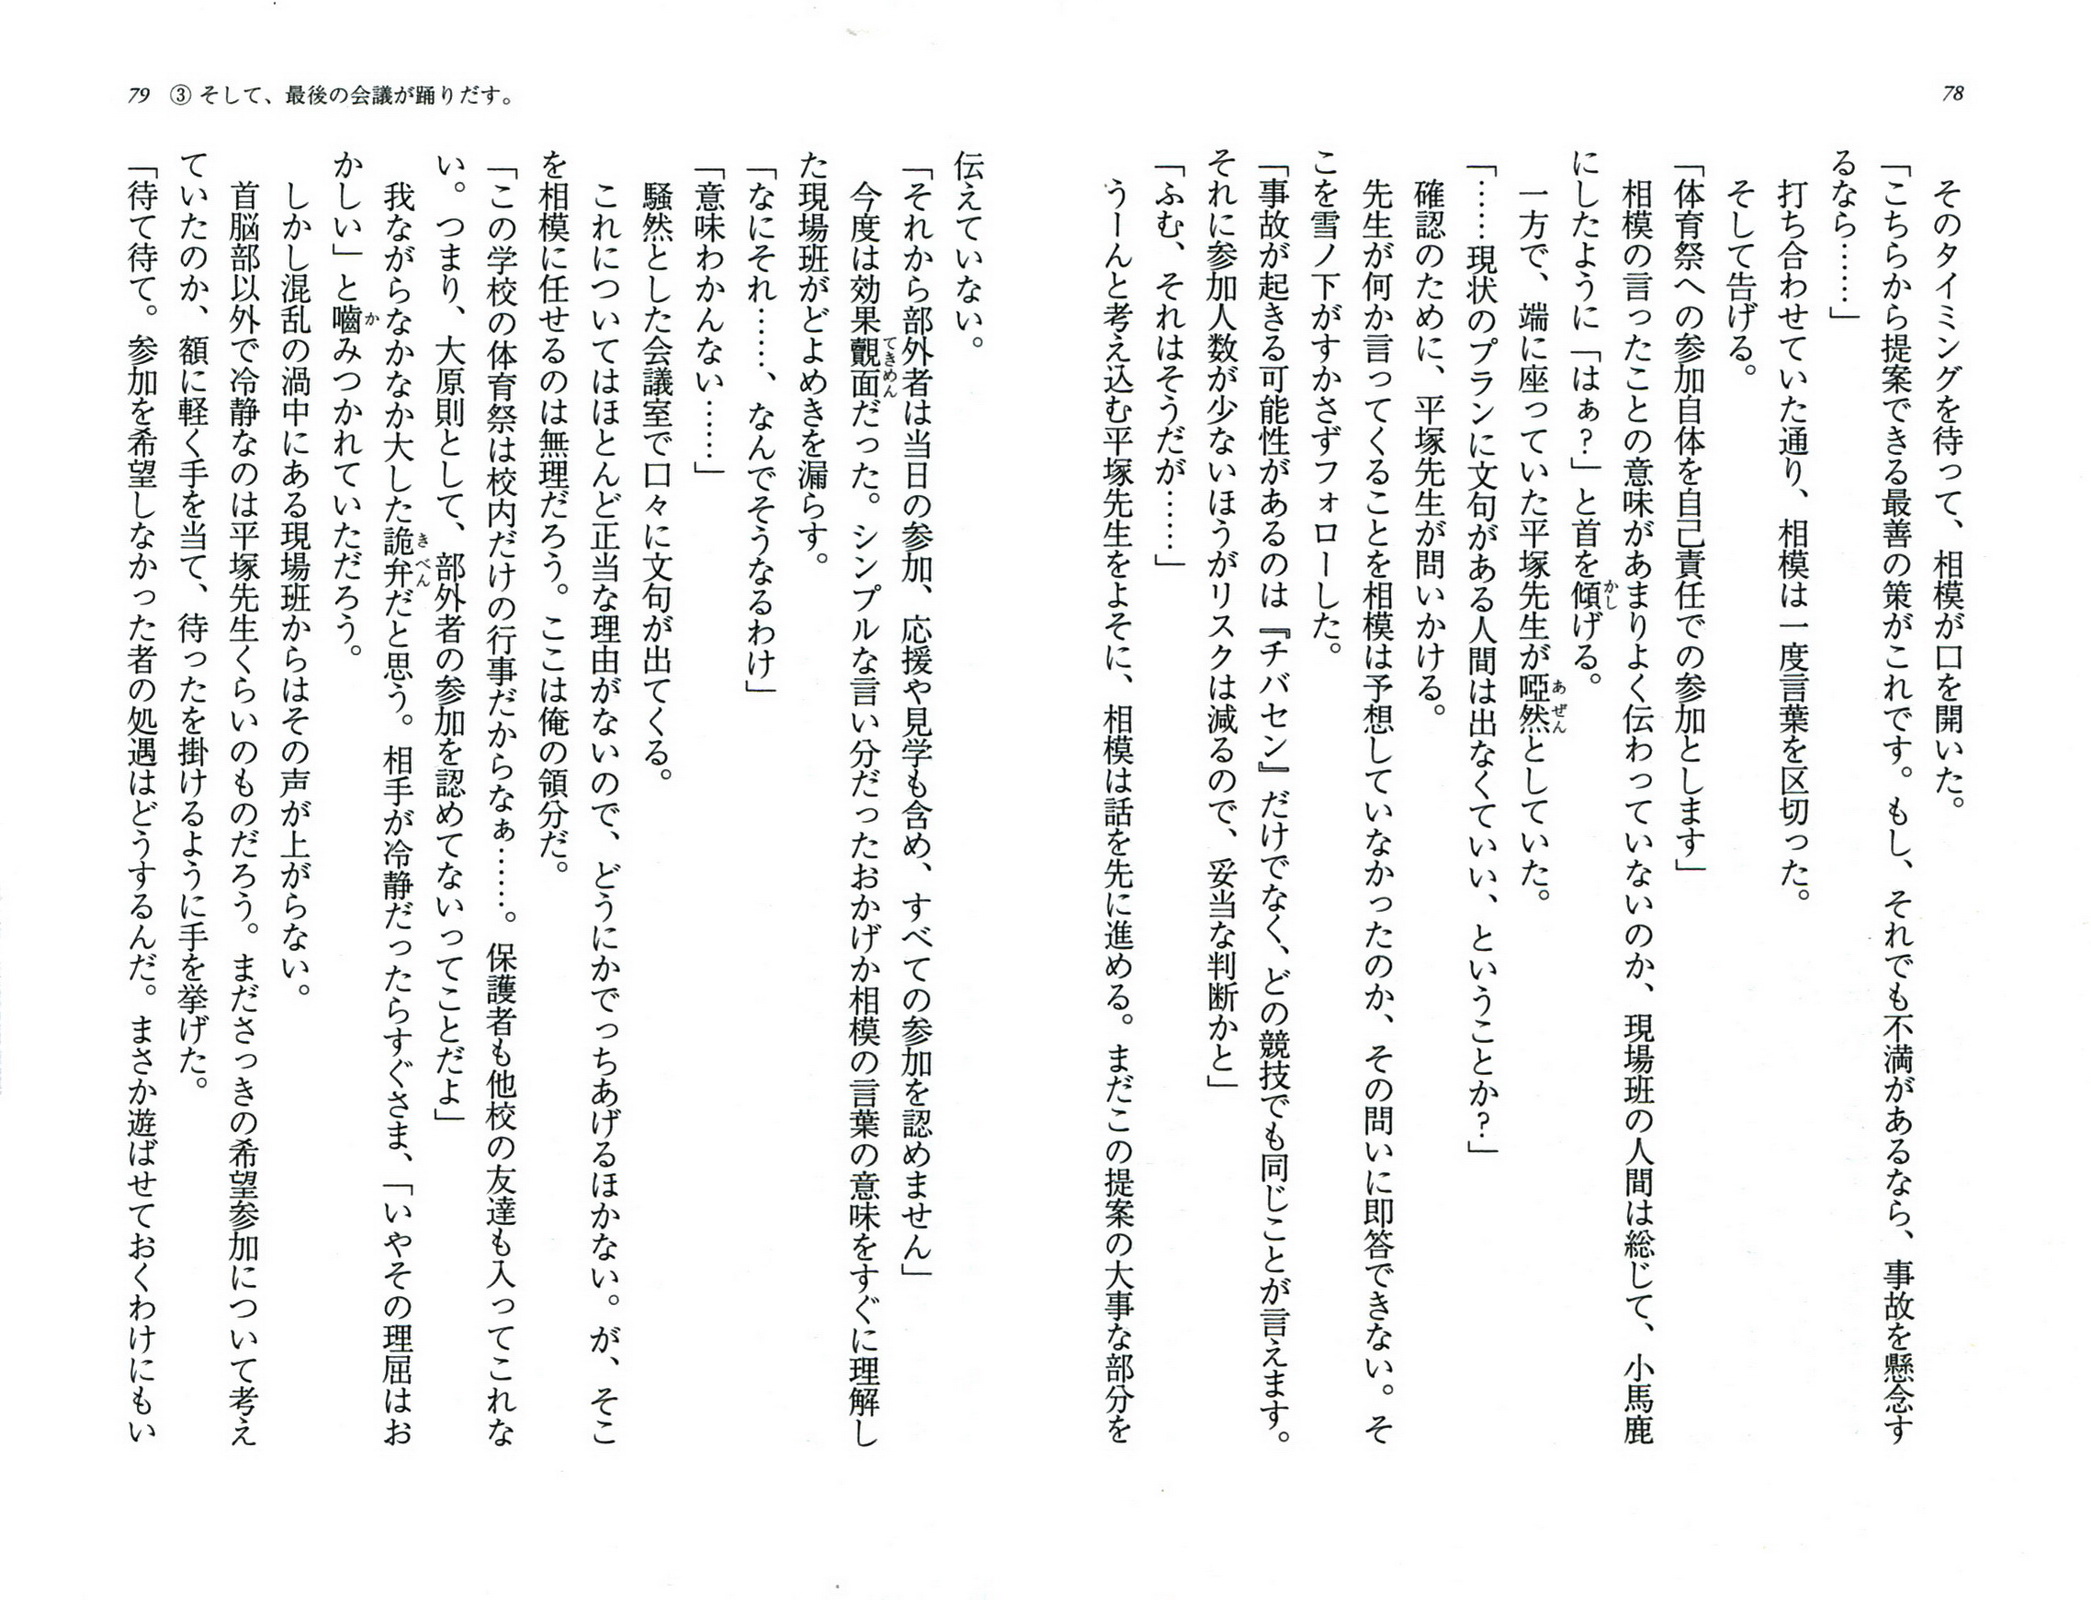 78
そのタイミングを待って、相模が口を開いた。
「こちらから提案できる最善の策がこれです。もし、それでも不満があるなら、事故を懸念す
るなら……」
打ち合わせていた通り、相模は一度言葉を区切った。
そして告げる。
「体育祭への参加自体を自己責任での参加とします」
相模の言ったことの意味があまりよく伝わっていないのか、現場班の人間は総じて、小馬鹿
にしたように「はぁ?」と首を傾げる。
一方で、端に座っていた平塚先生が啞然としていた。
「……現状のプランに文句がある人間は出なくていい、ということか?」
確認のために、平塚先生が問いかける。
先生が何か言ってくることを相模は予想していなかったのか、その問いに即答できない。そ
こを雪ノ下がすかさずフォローした。
「事故が起きる可能性があるのは『チバセン』だけでなく、どの競技でも同じことが言えます。
それに参加人数が少ないほうがリスクは減るので、妥当な判断かと」
「ふむ、それはそうだが……」
うーんと考え込む平塚先生をよそに、相模は話を先に進める。まだこの提案の大事な部分を
79 ③ そして、最後の会議が踊りだす。
伝えていない。
「それから部外者は当日の参加、応援や見学も含め、すべての参加を認めません」
今度は効果覿面だった。シンプルな言い分だったおかげか相模の言葉の意味をすぐに理解し
た現場班がどよめきを漏らす。
「なにそれ……、なんでそうなるわけ」
「意味わかんない……」
騒然とした会議室で口々に文句が出てくる。
これについてはほとんど正当な理由がないので、どうにかでっちあげるほかない。が、そこ
を相模に任せるのは無理だろう。ここは俺の領分だ。
「この学校の体育祭は校内だけの行事だからなぁ……。保護者も他校の友達も入ってこれな
い。つまり、大原則として、部外者の参加を認めてないってことだよ」
我ながらなかなか大した詭弁だと思う。相手が冷静だったらすぐさま、「いやその理屈はお
かしい」と嚙みつかれていただろう。
しかし混乱の渦中にある現場班からはその声が上がらない。
首脳部以外で冷静なのは平塚先生くらいのものだろう。まださっきの希望参加について考え
ていたのか、額に軽く手を当て、待ったを掛けるように手を挙げた。
「待て待て。参加を希望しなかった者の処遇はどうするんだ。まさか遊ばせておくわけにもい